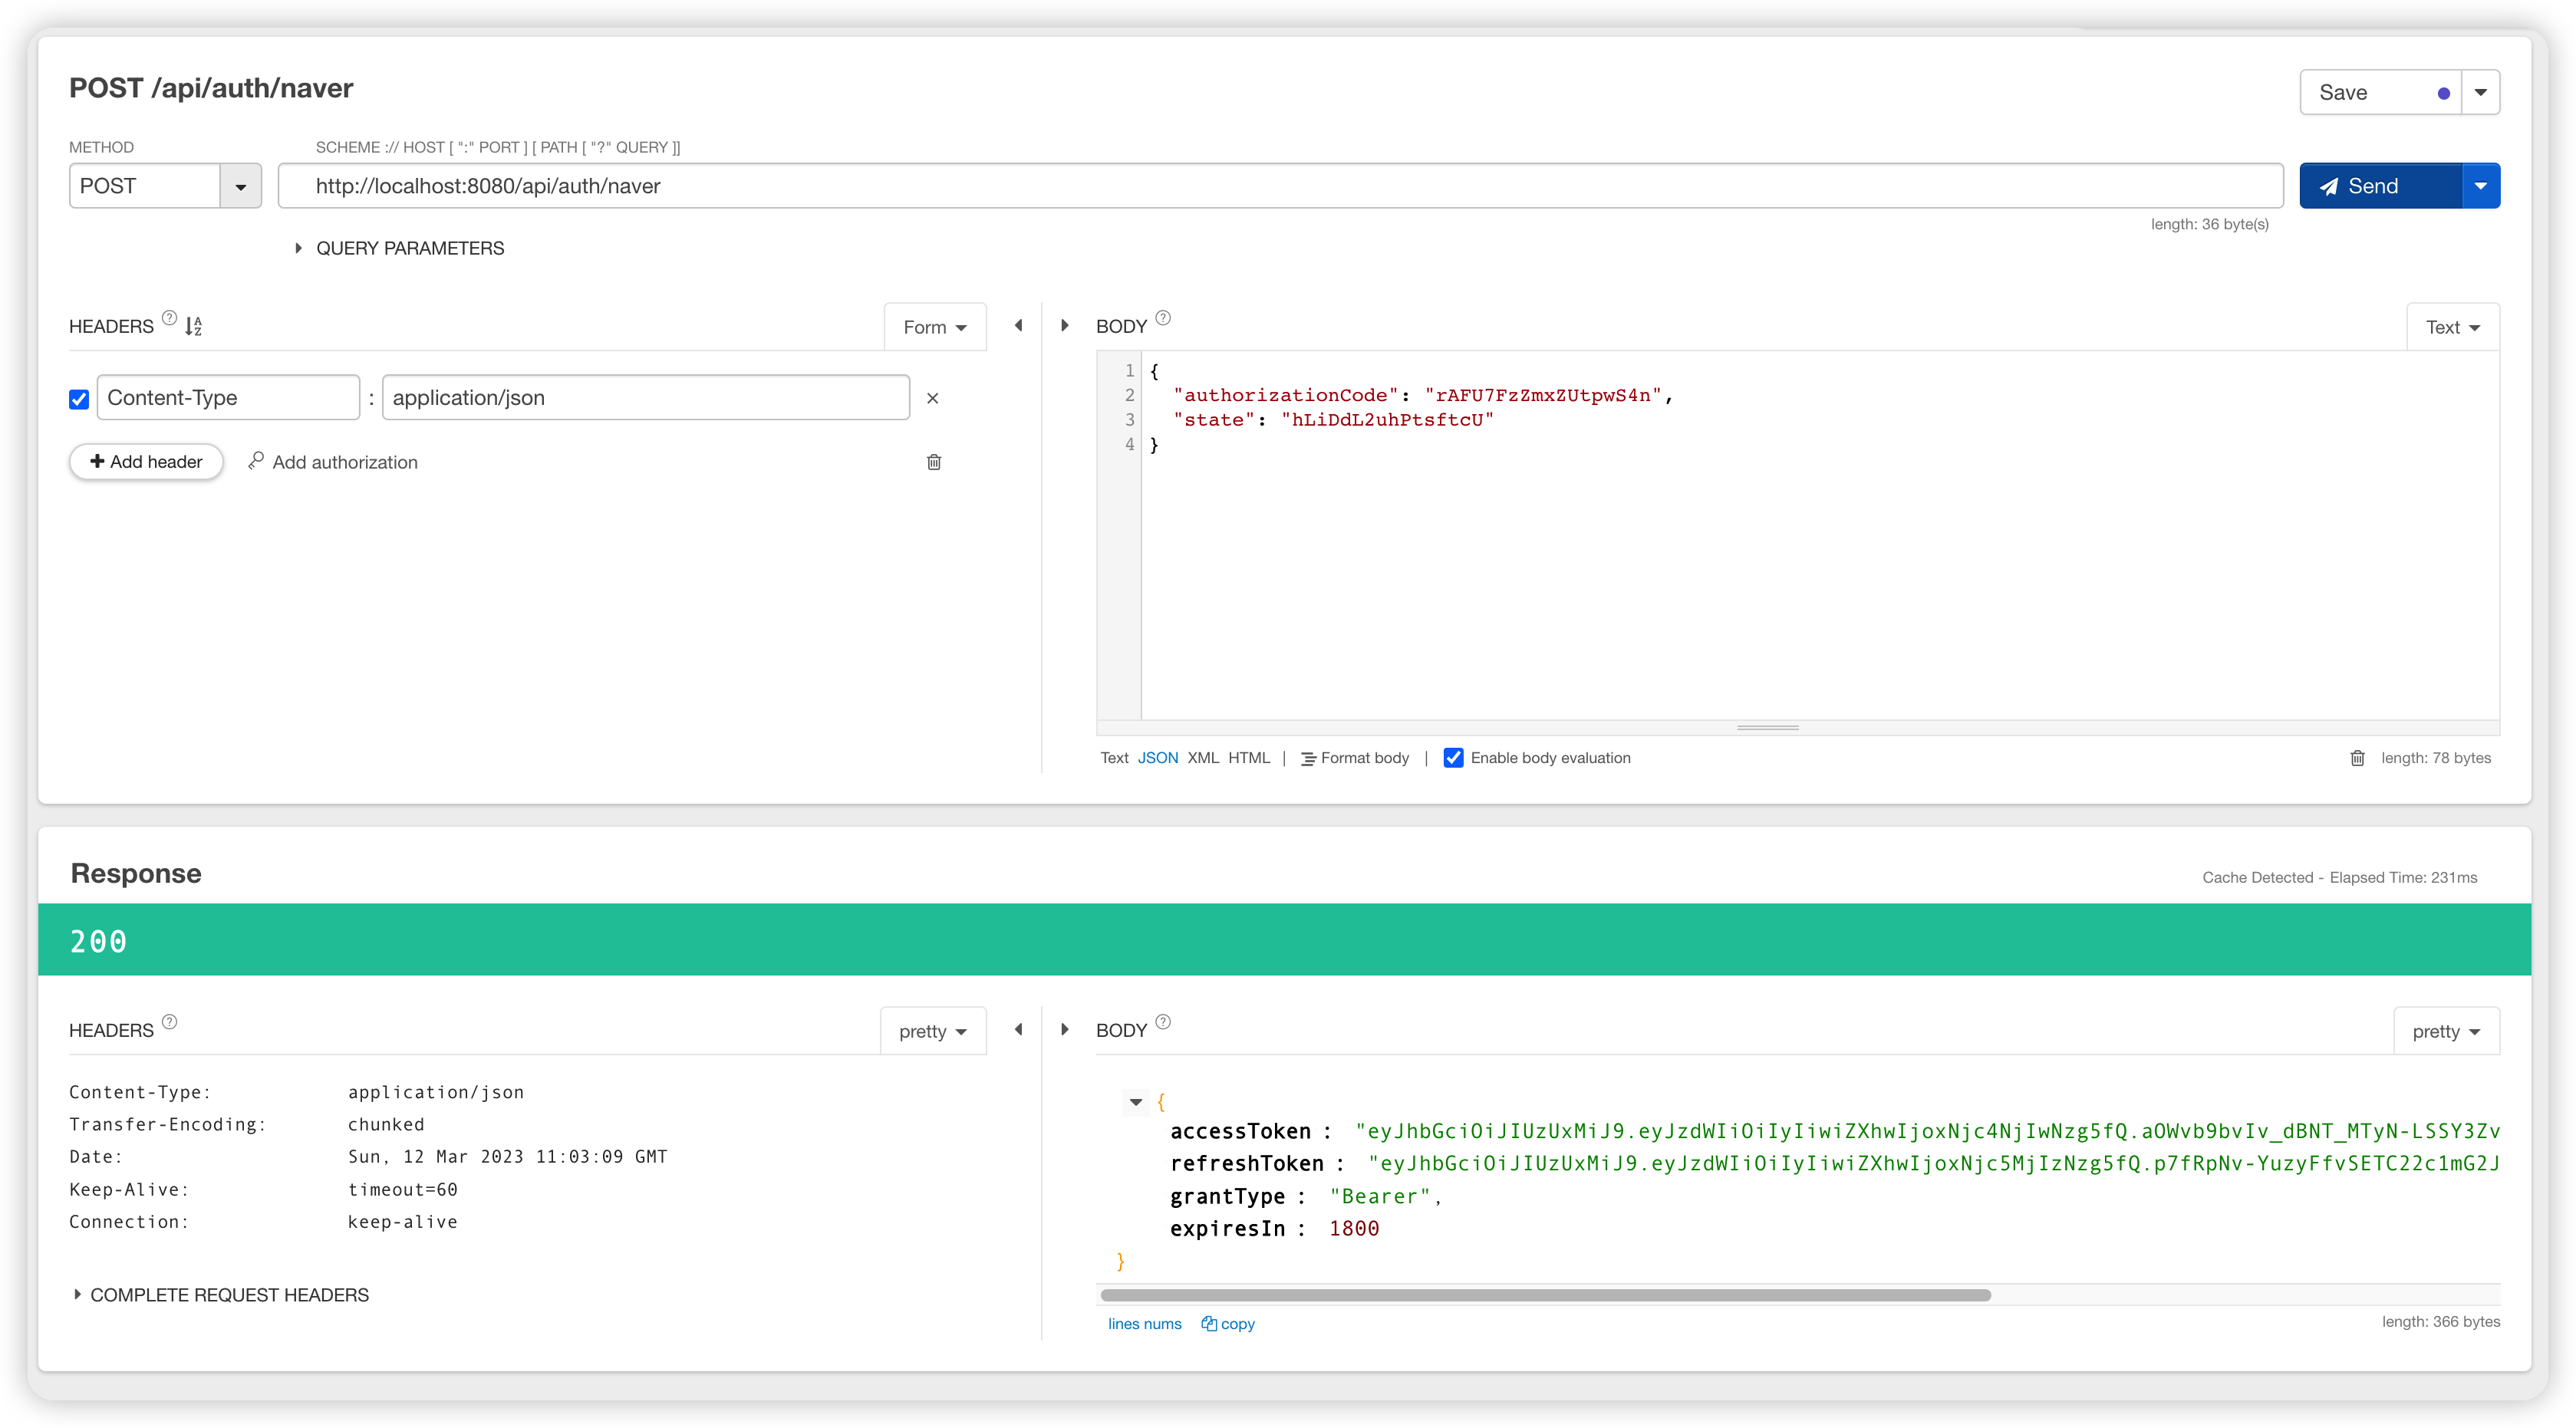 POST /api/auth/naver
Save
METHOD
SCHEME :// HOST [ ":" PORT ] [ PATH [ "?" QUERY ]]
POST
http://localhost:8080/api/auth/naver
Send
length: 36 byte(s)
QUERY PARAMETERS
HEADERS ?
Form
BODY ?
Text
Content-Type : application/json ×
+ Add header
Add authorization
1 {
2 "authorizationCode": "rAFU7FzZmxZUtpwS4n",
3 "state": "hLiDdL2uhPtsftcU"
4 }
Text JSON XML HTML | Format body | Enable body evaluation
length: 78 bytes
Response
Cache Detected - Elapsed Time: 231ms
200
HEADERS ?
pretty
BODY ?
pretty
Content-Type: application/json
Transfer-Encoding: chunked
Date: Sun, 12 Mar 2023 11:03:09 GMT
Keep-Alive: timeout=60
Connection: keep-alive
COMPLETE REQUEST HEADERS
{
accessToken : "eyJhbGciOiJIUzUxMiJ9.eyJzdWIiOiIyIiwiZXhwIjoxNjc4NjIwNzg5fQ.aOWvb9bvIv_dBNT_MTyN-LSSY3Zv
refreshToken : "eyJhbGciOiJIUzUxMiJ9.eyJzdWIiOiIyIiwiZXhwIjoxNjc5MjIzNzg5fQ.p7fRpNv-YuzyFfvSETC22c1mG2J
grantType : "Bearer",
expiresIn : 1800
}
lines nums
copy
length: 366 bytes